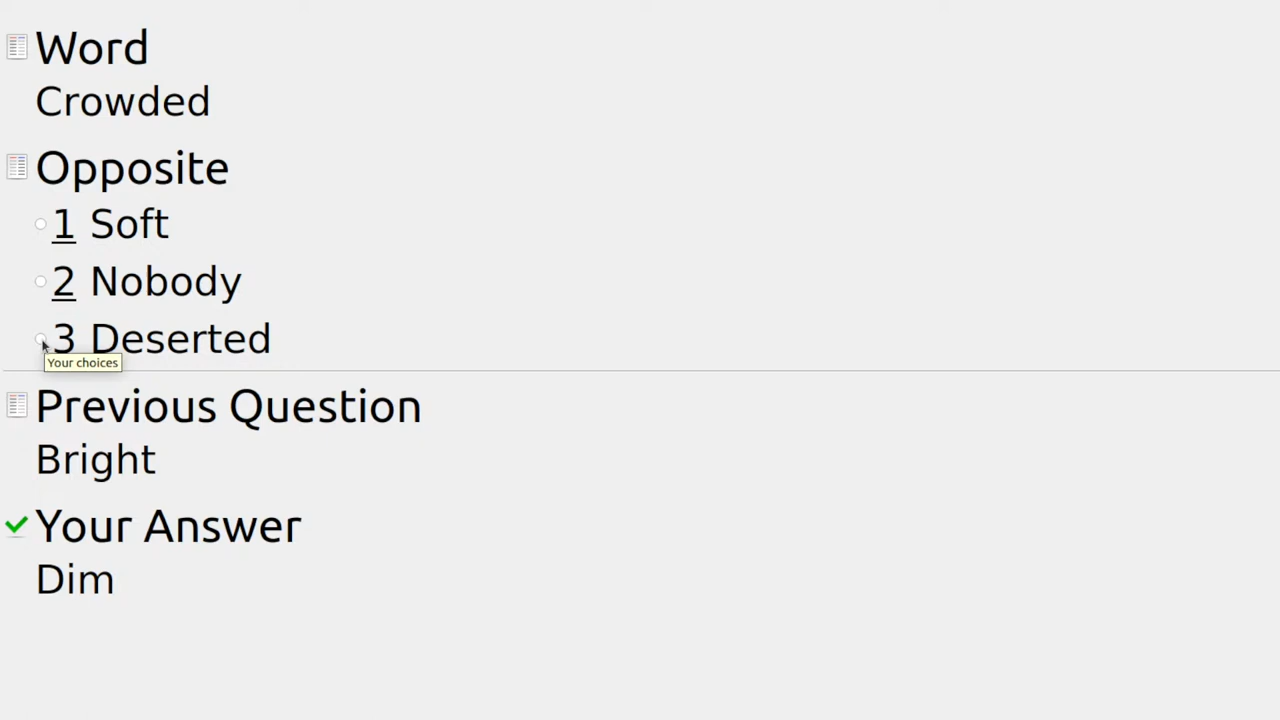 Word
Crowded
Opposite
1 Soft
2 Nobody
3 Deserted
Your choices
Previous Question
Bright
Your Answer
Dim